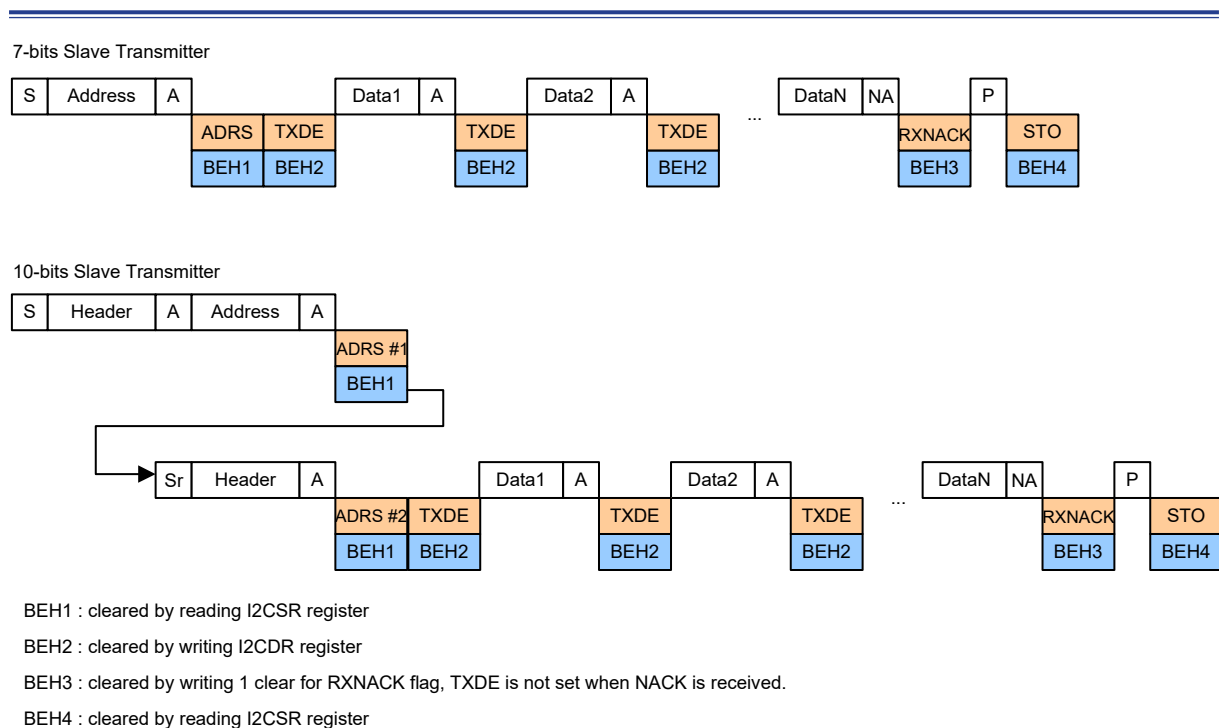 7-bits Slave Transmitter
S Address A Data1 A Data2 A ... DataN NA P
ADRS TXDE TXDE TXDE RXNACK STO
BEH1 BEH2 BEH2 BEH2 BEH3 BEH4
10-bits Slave Transmitter
S Header A Address A
ADRS #1
BEH1
Sr Header A Data1 A Data2 A ... DataN NA P
ADRS #2 TXDE TXDE TXDE RXNACK STO
BEH1 BEH2 BEH2 BEH2 BEH3 BEH4
BEH1 : cleared by reading I2CSR register
BEH2 : cleared by writing I2CDR register
BEH3 : cleared by writing 1 clear for RXNACK flag, TXDE is not set when NACK is received.
BEH4 : cleared by reading I2CSR register